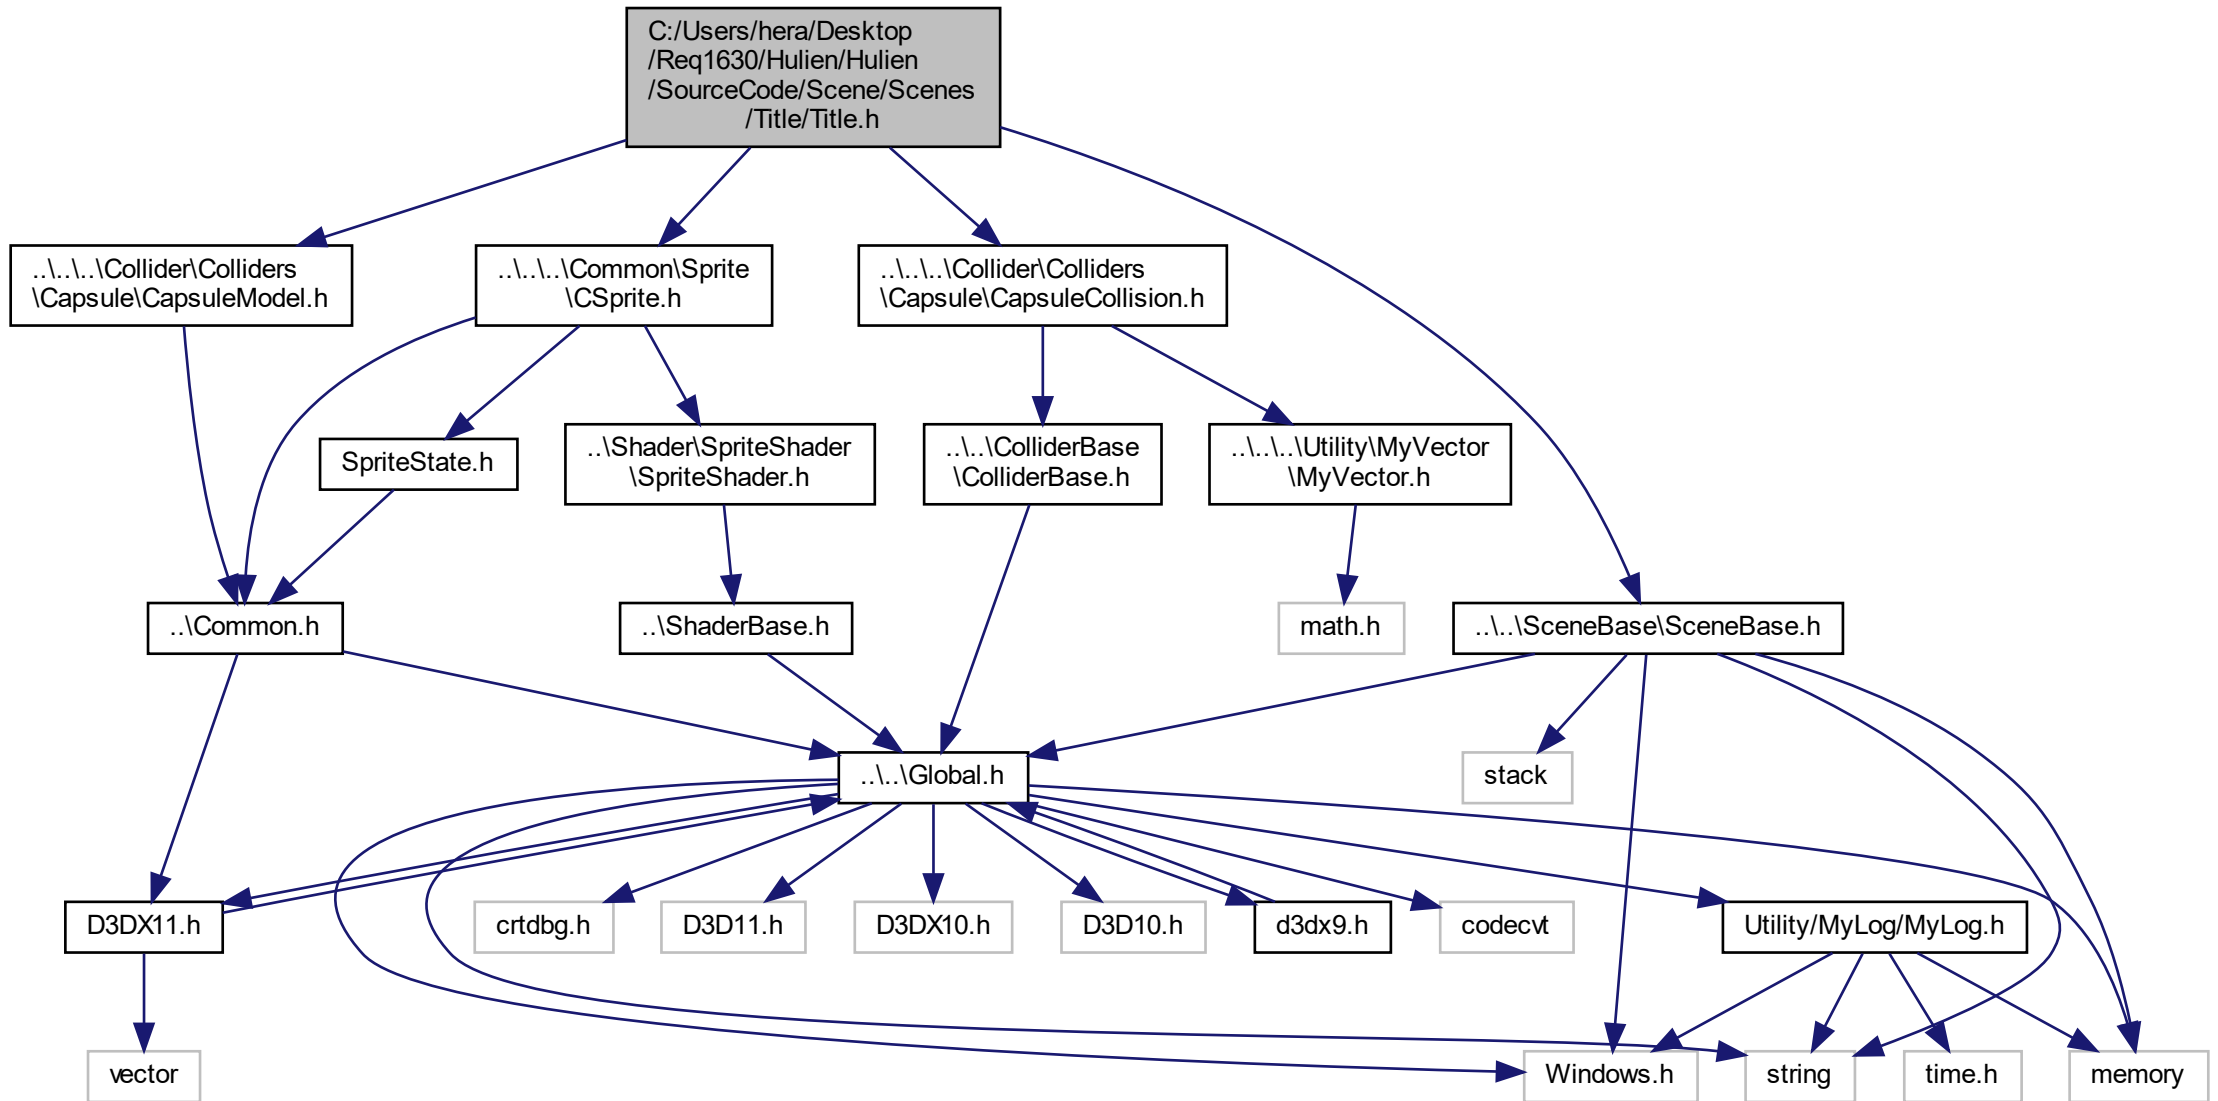 C:/Users/hera/Desktop
/Req1630/Hulien/Hulien
/SourceCode/Scene/Scenes
/Title/Title.h
..\..\..\Collider\Colliders
\Capsule\CapsuleModel.h
..\..\..\Common\Sprite
\CSprite.h
..\..\..\Collider\Colliders
\Capsule\CapsuleCollision.h
SpriteState.h
..\Shader\SpriteShader
\SpriteShader.h
..\..\ColliderBase
\ColliderBase.h
..\..\..\Utility\MyVector
\MyVector.h
..\Common.h
..\ShaderBase.h
math.h
..\..\SceneBase\SceneBase.h
..\..\Global.h
stack
D3DX11.h
crtdbg.h
D3D11.h
D3DX10.h
D3D10.h
d3dx9.h
codecvt
Utility/MyLog/MyLog.h
vector
Windows.h
string
time.h
memory